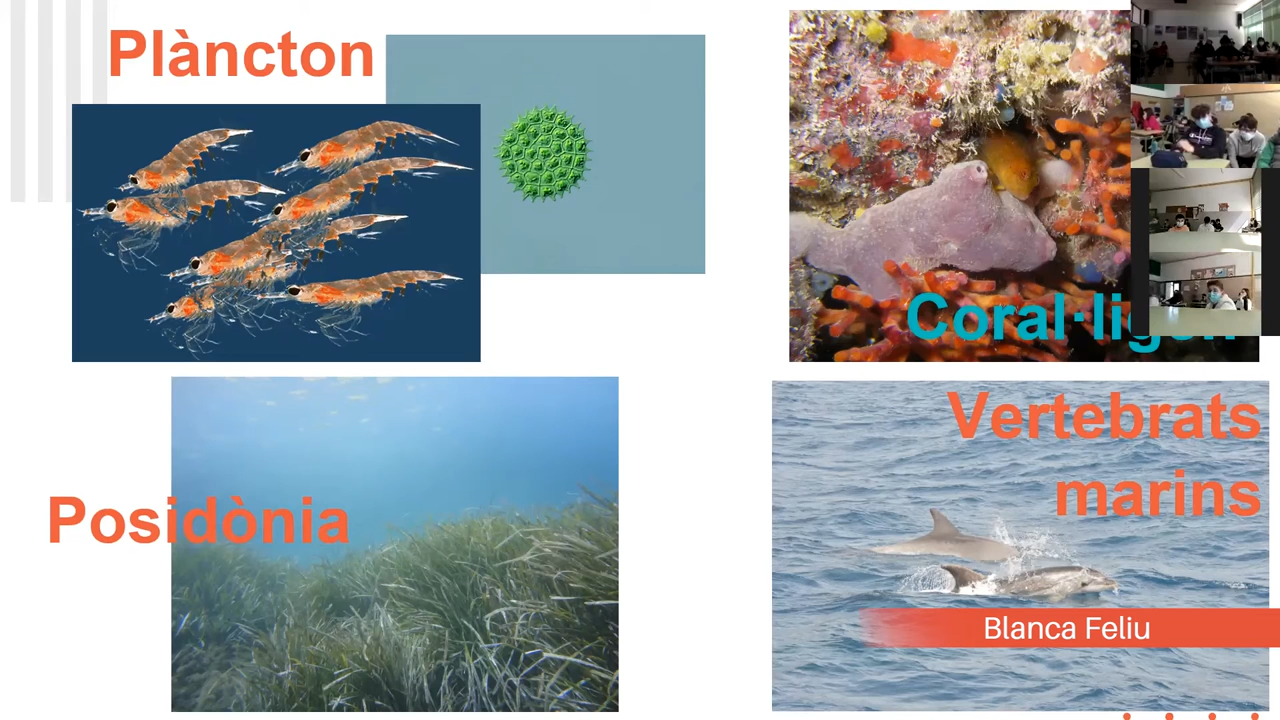 Plàncton
Posidònia
Vertebrats
marins
Blanca Feliu